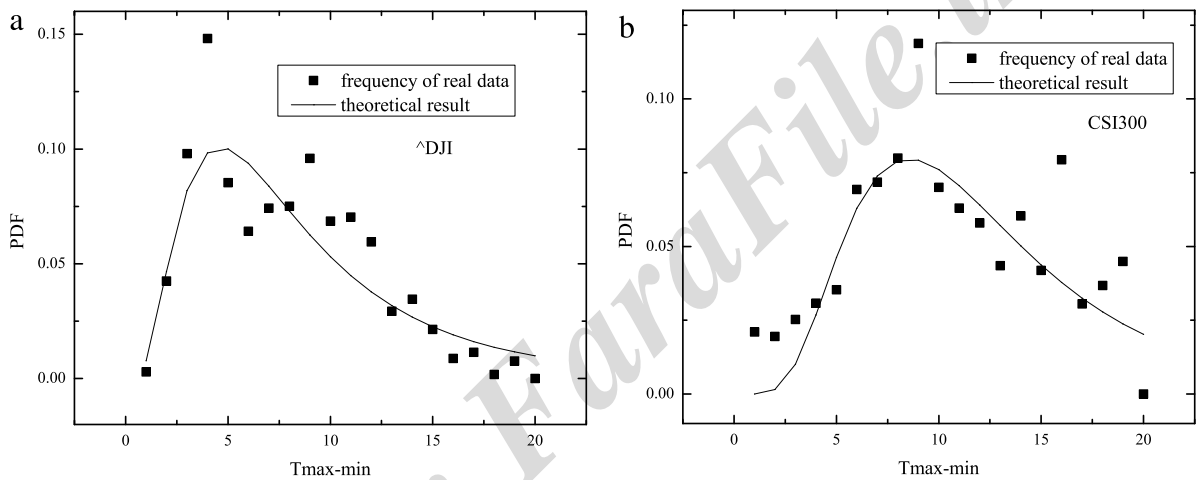 a
0.15
0.10
0.05
0.00
PDF
0
5
10
15
20
Tmax-min
frequency of real data
theoretical result
^DJI
b
0.10
0.05
0.00
PDF
0
5
10
15
20
Tmax-min
frequency of real data
theoretical result
CSI300
FaraFile